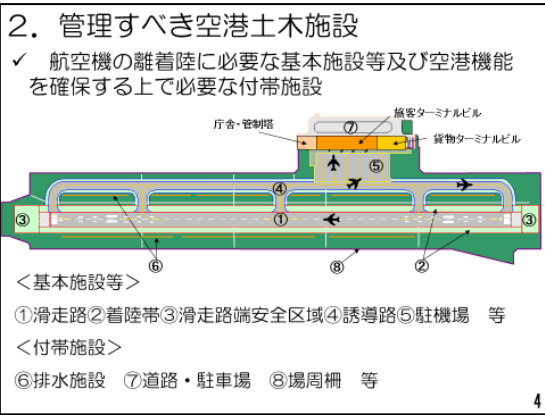 ２．管理すべき空港土木施設
✓ 航空機の離着陸に必要な基本施設等及び空港機能
を確保する上で必要な付帯施設
旅客ターミナルビル
庁舎・管制塔
⑦
貨物ターミナルビル
⑤
④
③
①
③
⑥
⑧
②
＜基本施設等＞
①滑走路②着陸帯③滑走路端安全区域④誘導路⑤駐機場 等
＜付帯施設＞
⑥排水施設 ⑦道路・駐車場 ⑧場周柵 等
4